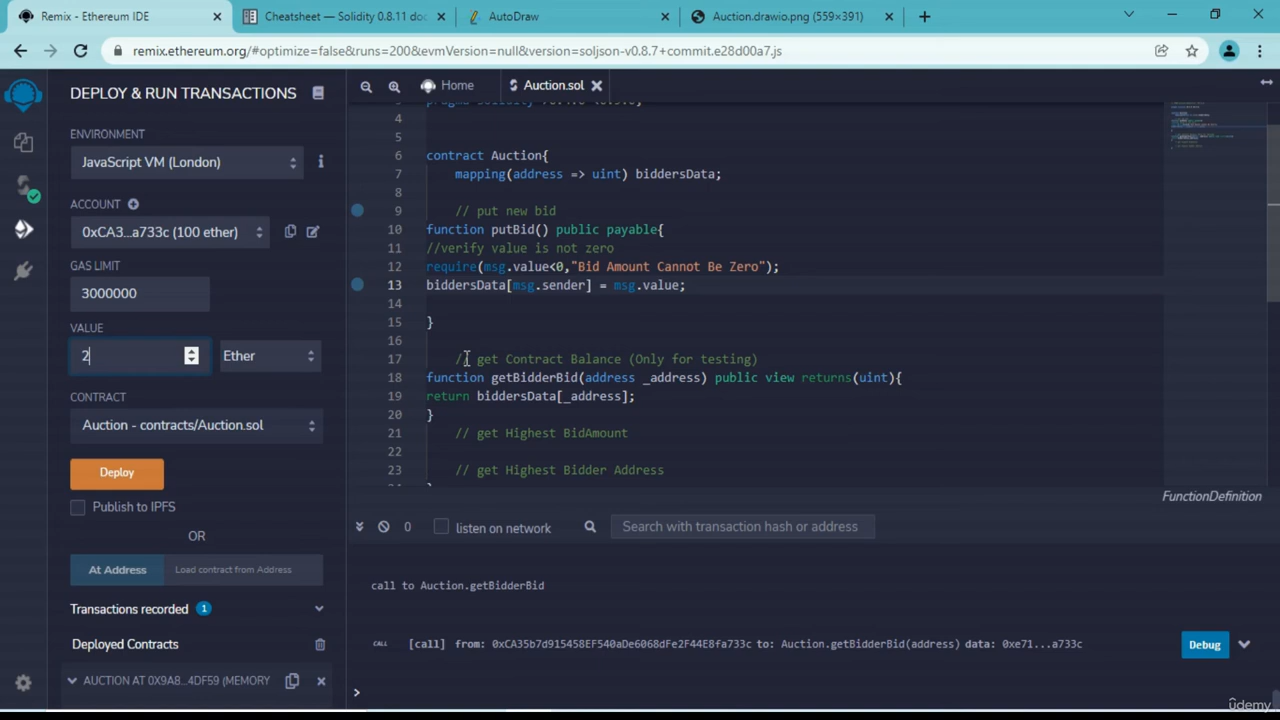 Remix - Ethereum IDE
Cheatsheet — Solidity 0.8.11 doc
AutoDraw
Auction.drawio.png (559×391)
remix.ethereum.org/#optimize=false&runs=200&evmVersion=null&version=soljson-v0.8.7+commit.e28d00a7.js
DEPLOY & RUN TRANSACTIONS
ENVIRONMENT
JavaScript VM (London)
ACCOUNT
0xCA3...a733c (100 ether)
GAS LIMIT
3000000
VALUE
2
Ether
CONTRACT
Auction - contracts/Auction.sol
Deploy
Publish to IPFS
OR
At Address
Load contract from Address
Transactions recorded 1
Deployed Contracts
AUCTION AT 0X9A8...4DF59 (MEMORY
Home
Auction.sol
4
5
6 contract Auction{
7 mapping(address => uint) biddersData;
8
9 // put new bid
10 function putBid() public payable{
11 //verify value is not zero
12 require(msg.value<0,"Bid Amount Cannot Be Zero");
13 biddersData[msg.sender] = msg.value;
14
15 }
16
17 // get Contract Balance (Only for testing)
18 function getBidderBid(address _address) public view returns(uint){
19 return biddersData[_address];
20 }
21 // get Highest BidAmount
22
23 // get Highest Bidder Address
FunctionDefinition
0
listen on network
Search with transaction hash or address
call to Auction.getBidderBid
CALL [call] from: 0xCA35b7d915458EF540aDe6068dFe2F44E8fa733c to: Auction.getBidderBid(address) data: 0xe71...a733c
Debug
>
ûdemy